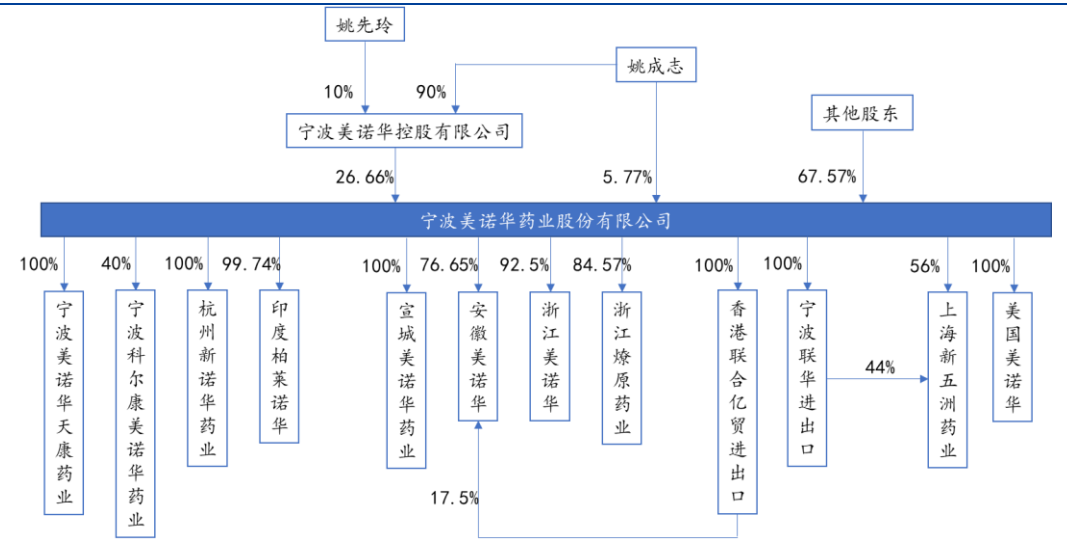 姚先玲
姚成志
10%
90%
其他股东
宁波美诺华控股有限公司
26.66%
5.77%
67.57%
宁波美诺华药业股份有限公司
100%
40%
100%
99.74%
100%
76.65%
92.5%
84.57%
100%
100%
56%
100%
宁波美诺华天康药业
宁波科尔康美诺华药业
杭州新诺华药业
印度柏莱诺华
宣城美诺华药业
安徽美诺华
浙江美诺华
浙江燎原药业
香港联合亿贸进出口
宁波联华进出口
上海新五洲药业
美国美诺华
44%
17.5%